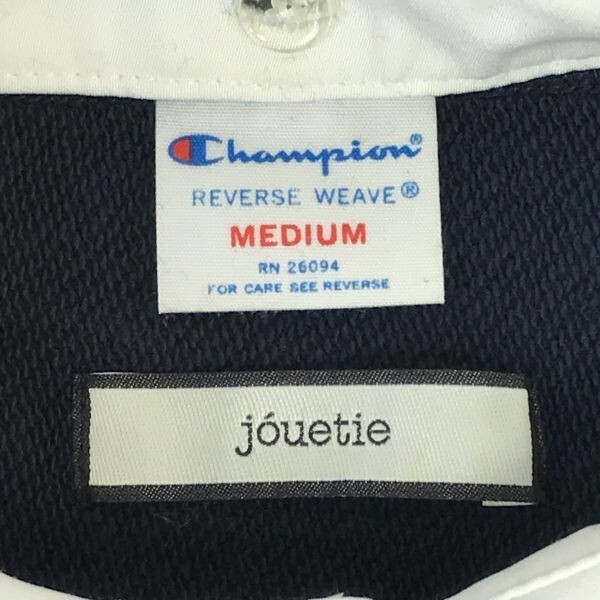 Champion®
REVERSE WEAVE®
MEDIUM
RN 26094
FOR CARE SEE REVERSE
jóuetie